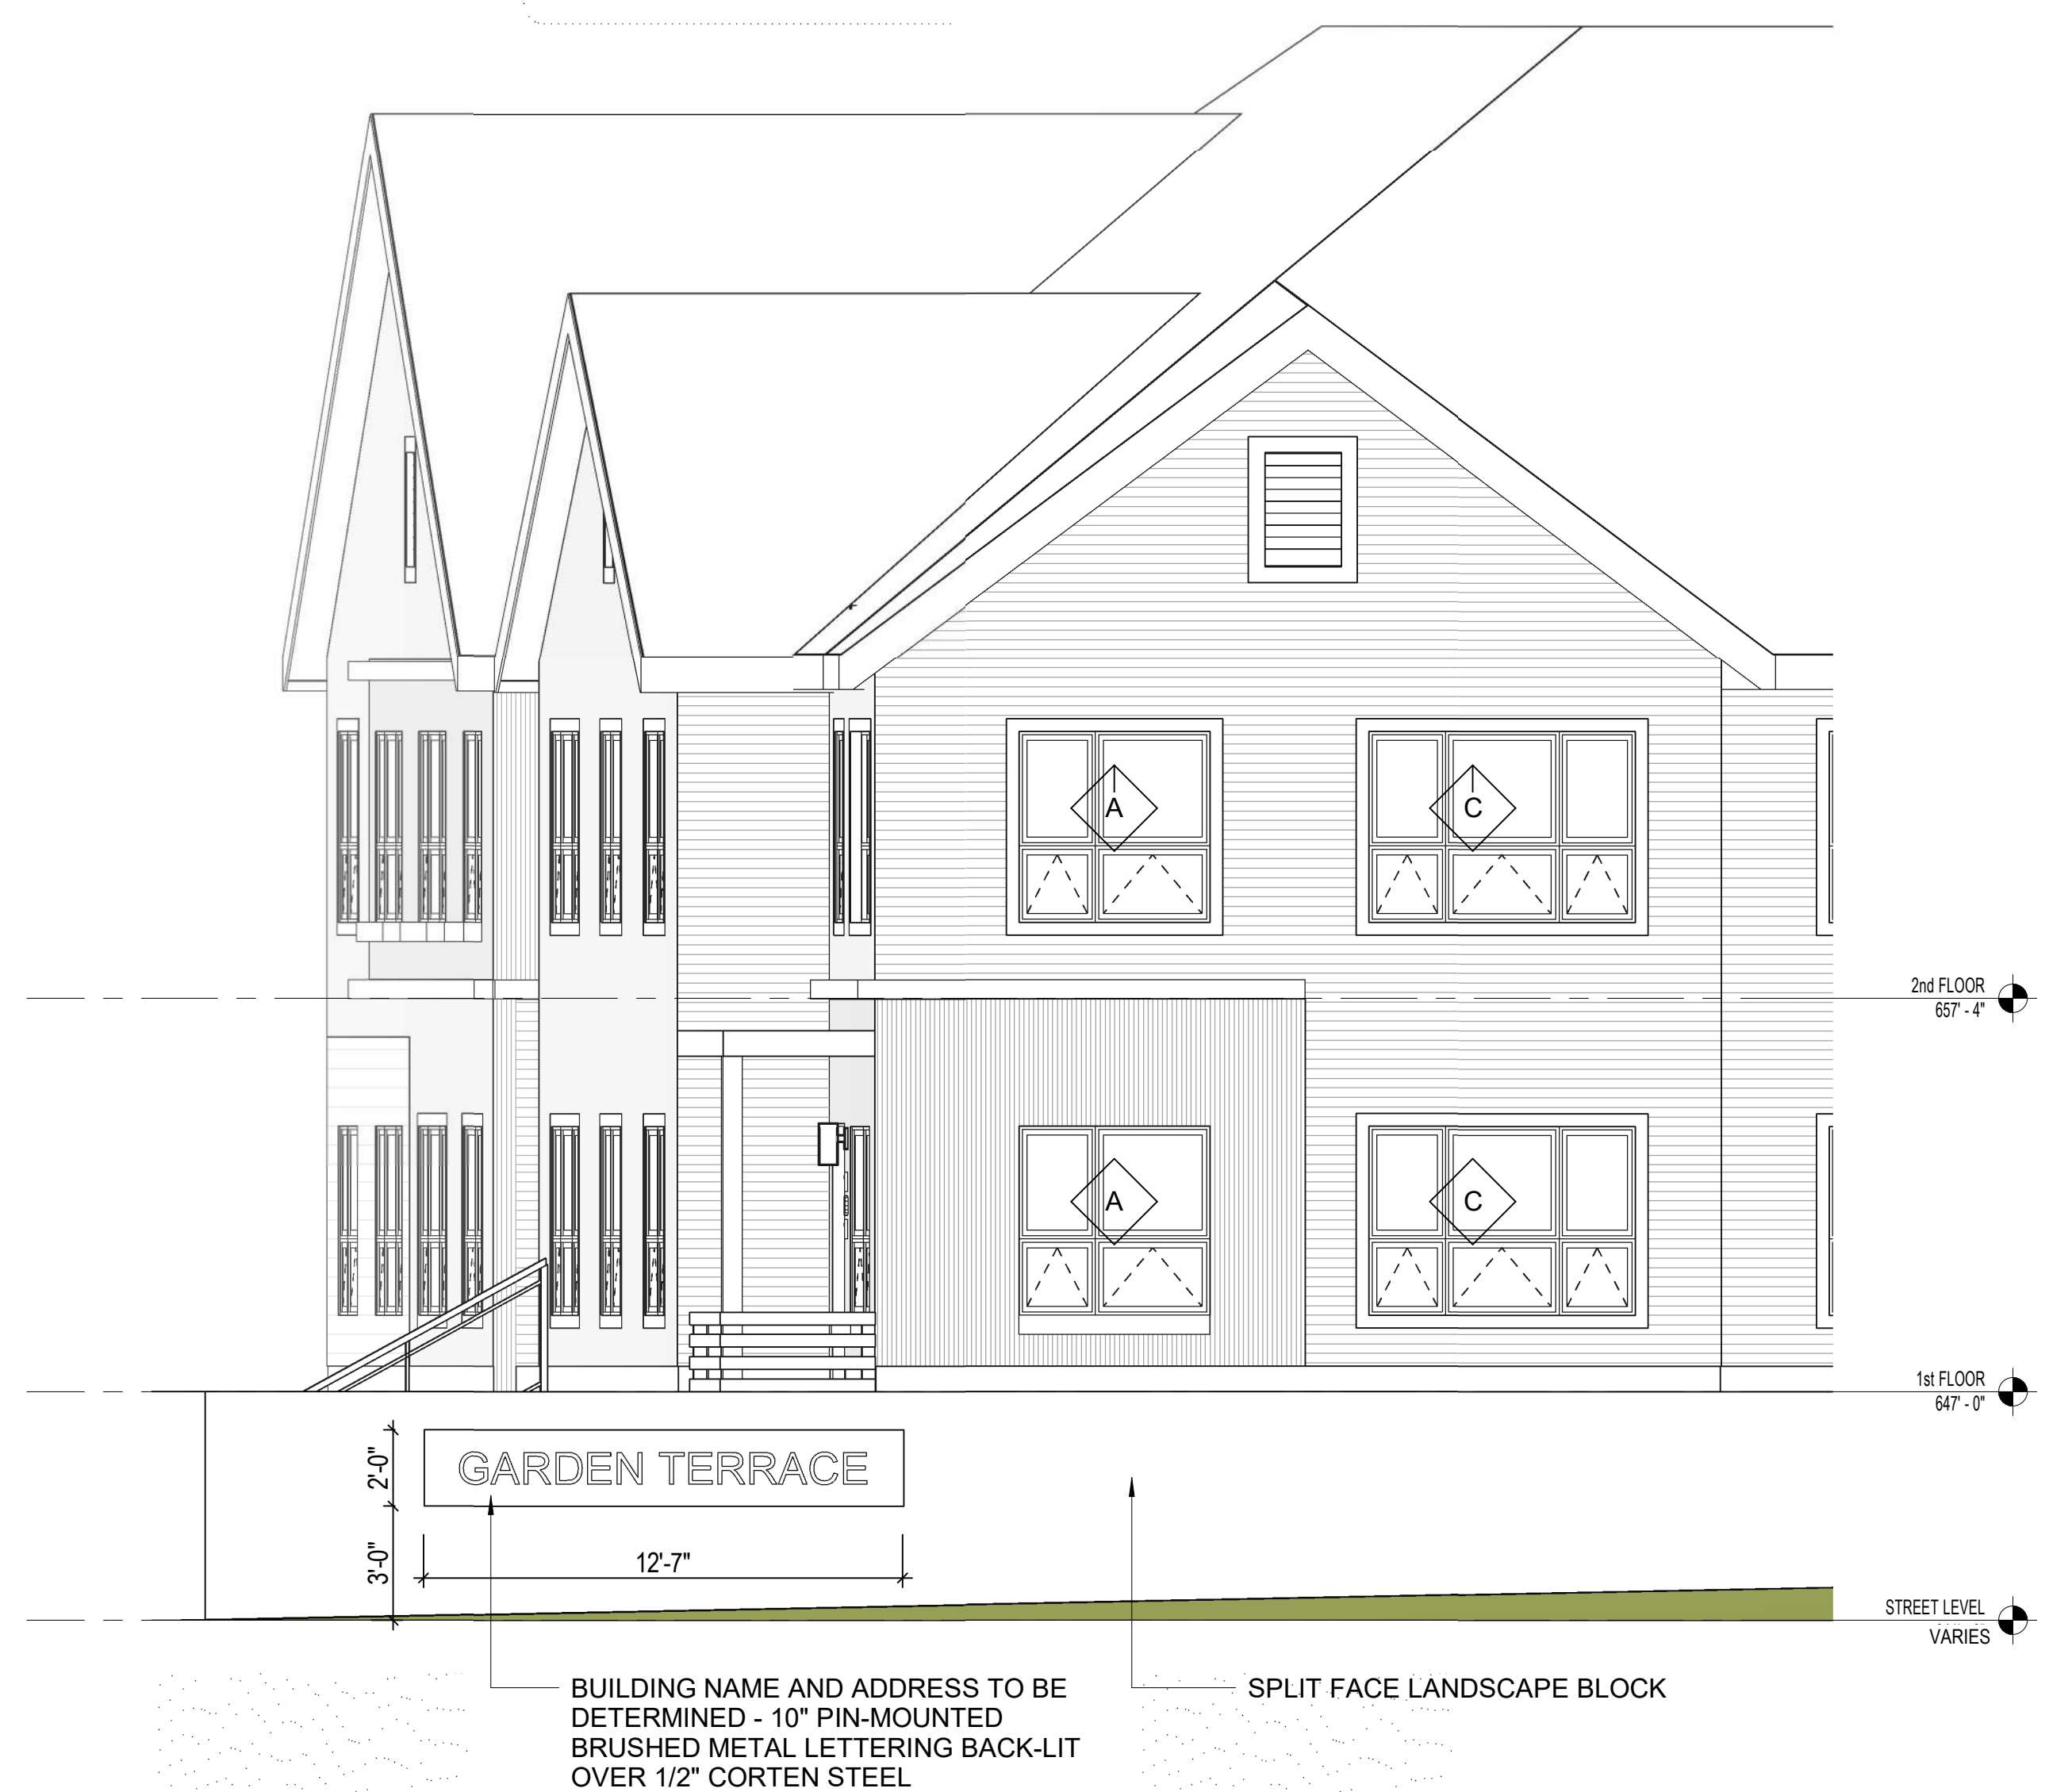 A
C
2nd FLOOR
657' - 4"
A
C
1st FLOOR
647' - 0"
2'-0"
GARDEN TERRACE
3'-0"
12'-7"
STREET LEVEL
VARIES
BUILDING NAME AND ADDRESS TO BE
DETERMINED - 10" PIN-MOUNTED
BRUSHED METAL LETTERING BACK-LIT
OVER 1/2" CORTEN STEEL
SPLIT FACE LANDSCAPE BLOCK